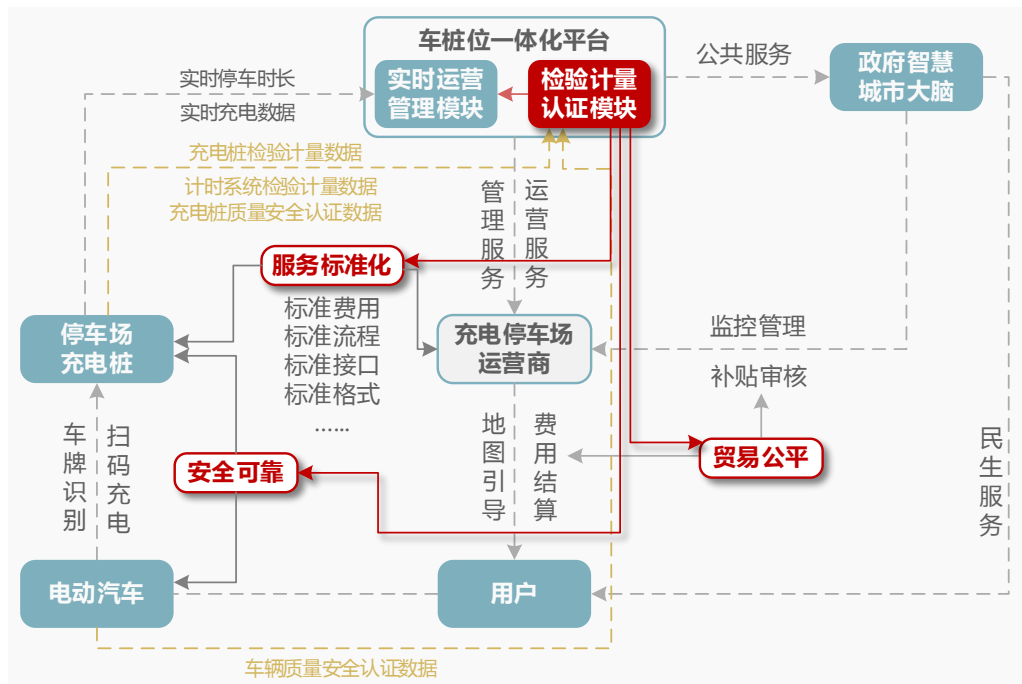 车桩位一体化平台
实时运营
管理模块
检验计量
认证模块
公共服务
政府智慧
城市大脑
实时停车时长
实时充电数据
充电桩检验计量数据
计时系统检验计量数据
充电桩质量安全认证数据
管理服务
运营服务
服务标准化
标准费用
标准流程
标准接口
标准格式
......
停车场
充电桩
充电停车场
运营商
监控管理
补贴审核
车牌识别
扫码充电
安全可靠
地图引导
费用结算
贸易公平
民生服务
电动汽车
用户
车辆质量安全认证数据